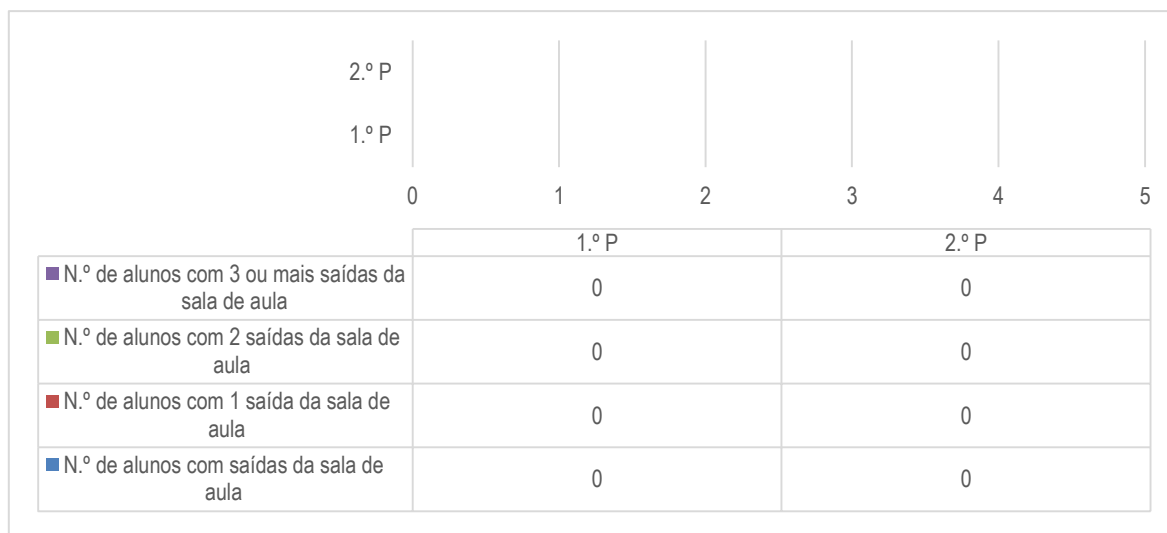 2.º P
1.º P
0 1 2 3 4 5
1.º P 2.º P
N.º de alunos com 3 ou mais saídas da
sala de aula 0 0
N.º de alunos com 2 saídas da sala de
aula 0 0
N.º de alunos com 1 saída da sala de
aula 0 0
N.º de alunos com saídas da sala de
aula 0 0